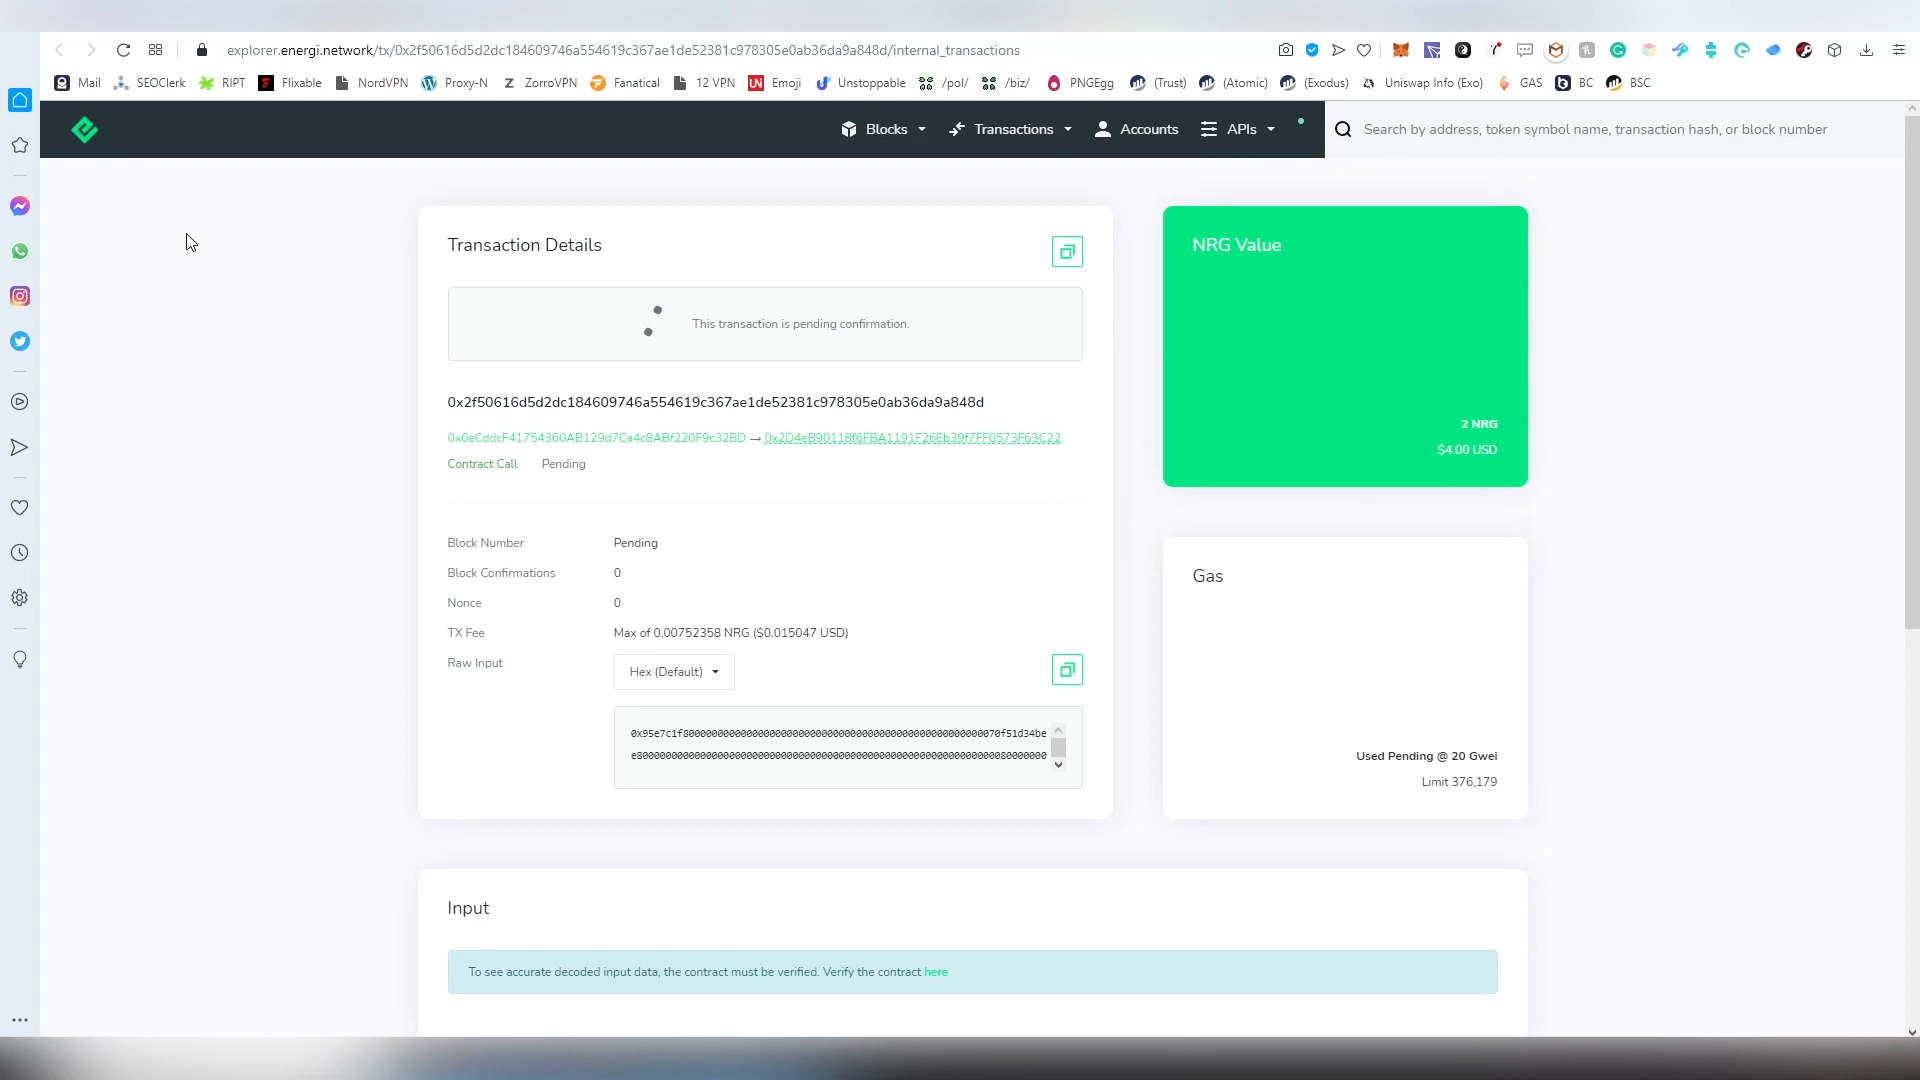 explorer.energi.network/tx/0x2f50616d5d2dc184609746a554619c367ae1de52381c978305e0ab36da9a848d/internal_transactions
Mail SEOClerk RIPT Flixable NordVPN Proxy-N ZorroVPN Fanatical 12 VPN Emoji Unstoppable /pol/ /biz/ PNGEgg (Trust) (Atomic) (Exodus) Uniswap Info (Exo) GAS BC BSC
Blocks Transactions Accounts APIs Search by address, token symbol name, transaction hash, or block number
Transaction Details
This transaction is pending confirmation.
0x2f50616d5d2dc184609746a554619c367ae1de52381c978305e0ab36da9a848d
0x0eCddcF41754360AB129d7Ca4c8ABf220F9c32BD → 0x2D4eB90118f6FBA1191F26Eb39f7FF0573F63C22
Contract Call Pending
Block Number Pending
Block Confirmations 0
Nonce 0
TX Fee Max of 0.00752358 NRG ($0.015047 USD)
Raw Input Hex (Default)
NRG Value
2 NRG
$4.00 USD
Gas
Used Pending @ 20 Gwei
Limit 376,179
Input
To see accurate decoded input data, the contract must be verified. Verify the contract here